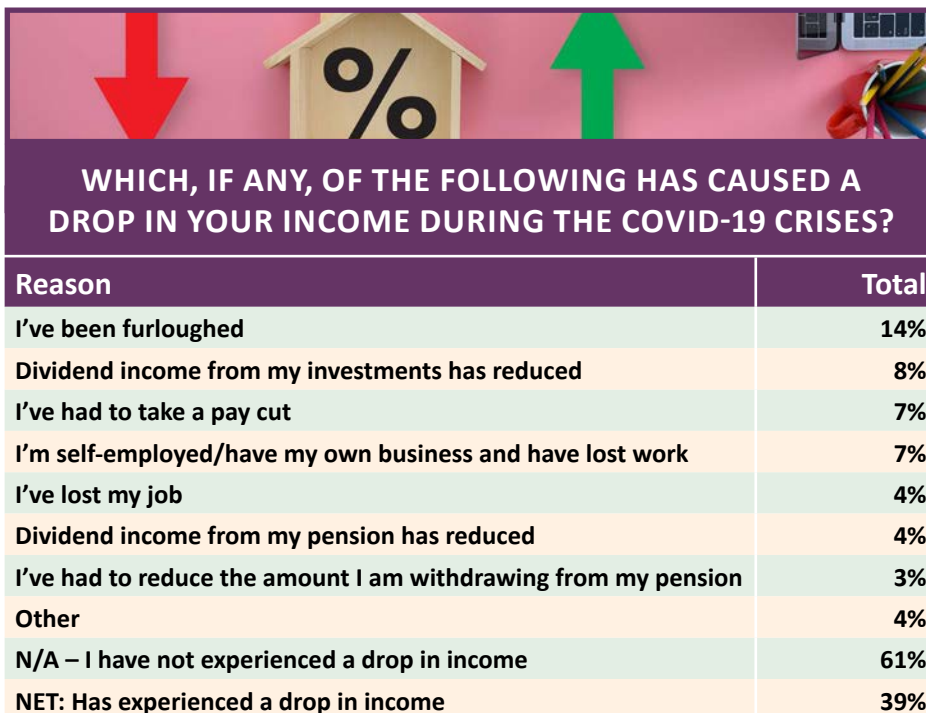 %
WHICH, IF ANY, OF THE FOLLOWING HAS CAUSED A
DROP IN YOUR INCOME DURING THE COVID-19 CRISES?
Reason Total
I've been furloughed 14%
Dividend income from my investments has reduced 8%
I've had to take a pay cut 7%
I'm self-employed/have my own business and have lost work 7%
I've lost my job 4%
Dividend income from my pension has reduced 4%
I've had to reduce the amount I am withdrawing from my pension 3%
Other 4%
N/A – I have not experienced a drop in income 61%
NET: Has experienced a drop in income 39%